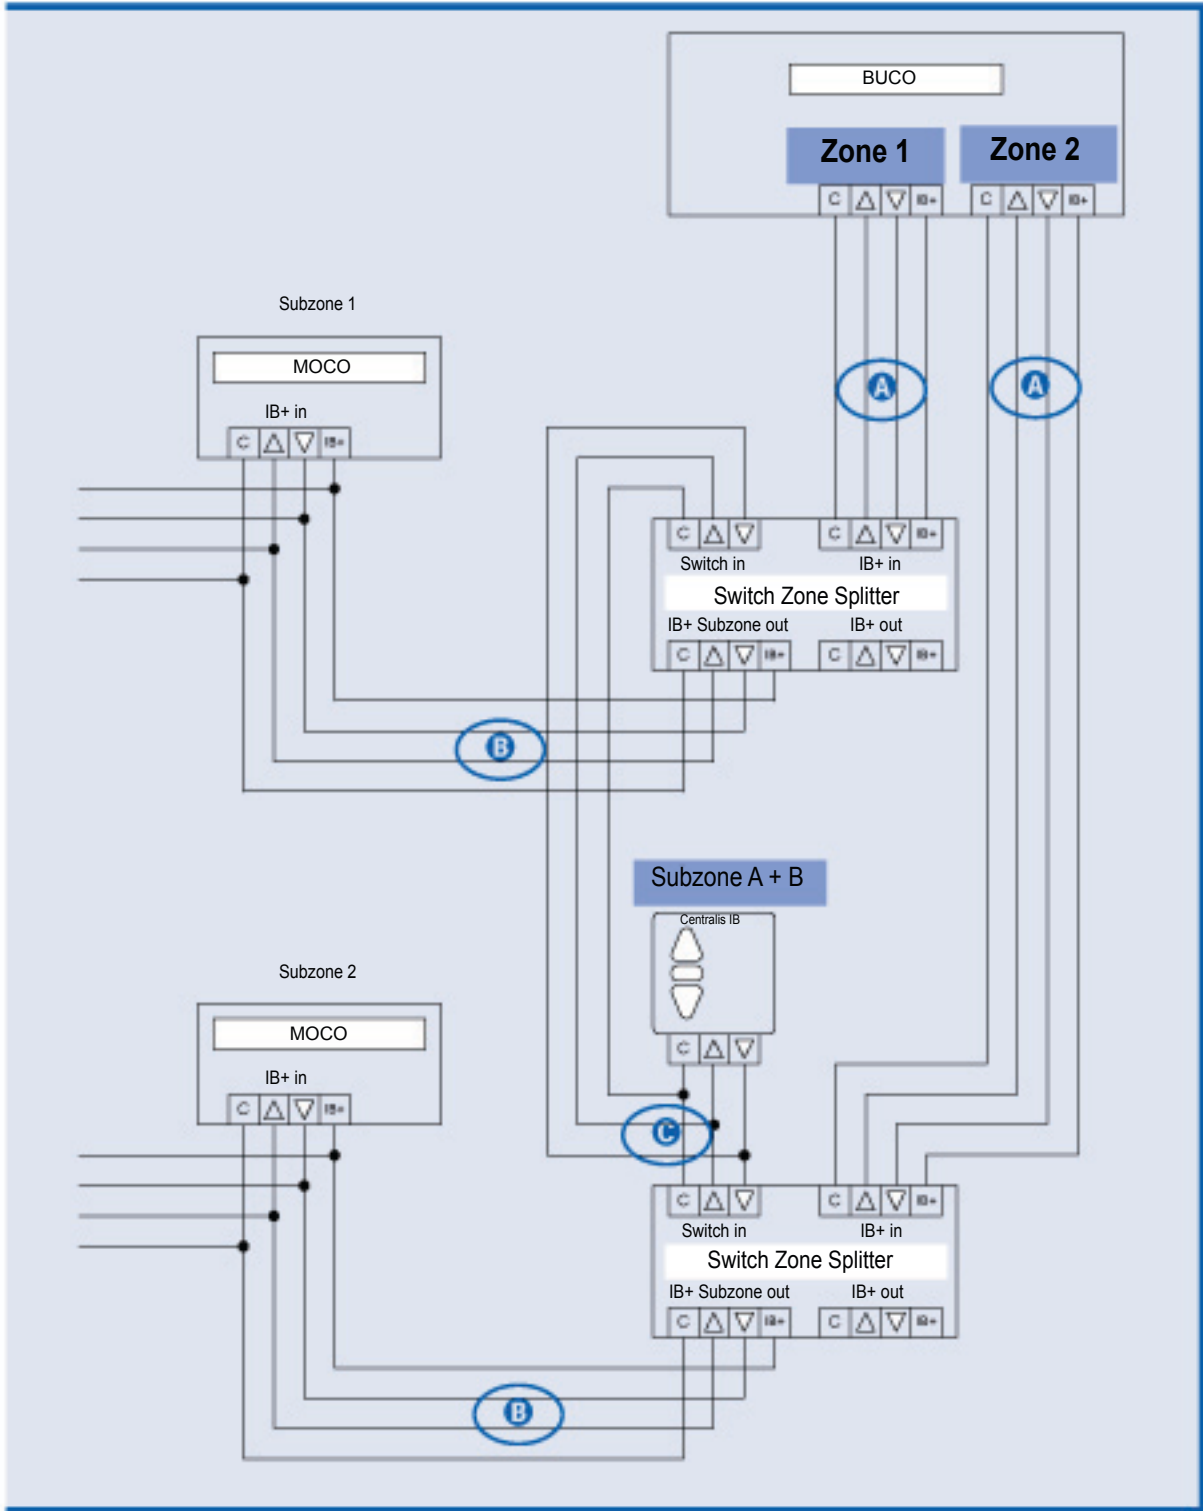 BUCO
Zone 1
Zone 2
C IB+
C IB+
Subzone 1
MOCO
IB+ in
C IB+
A
A
C
C IB+
Switch in
IB+ in
Switch Zone Splitter
IB+ Subzone out
IB+ out
C IB+
C IB+
B
Subzone A + B
Centralis IB
C
Subzone 2
MOCO
IB+ in
C IB+
C
C
C IB+
Switch in
IB+ in
Switch Zone Splitter
IB+ Subzone out
IB+ out
C IB+
C IB+
B